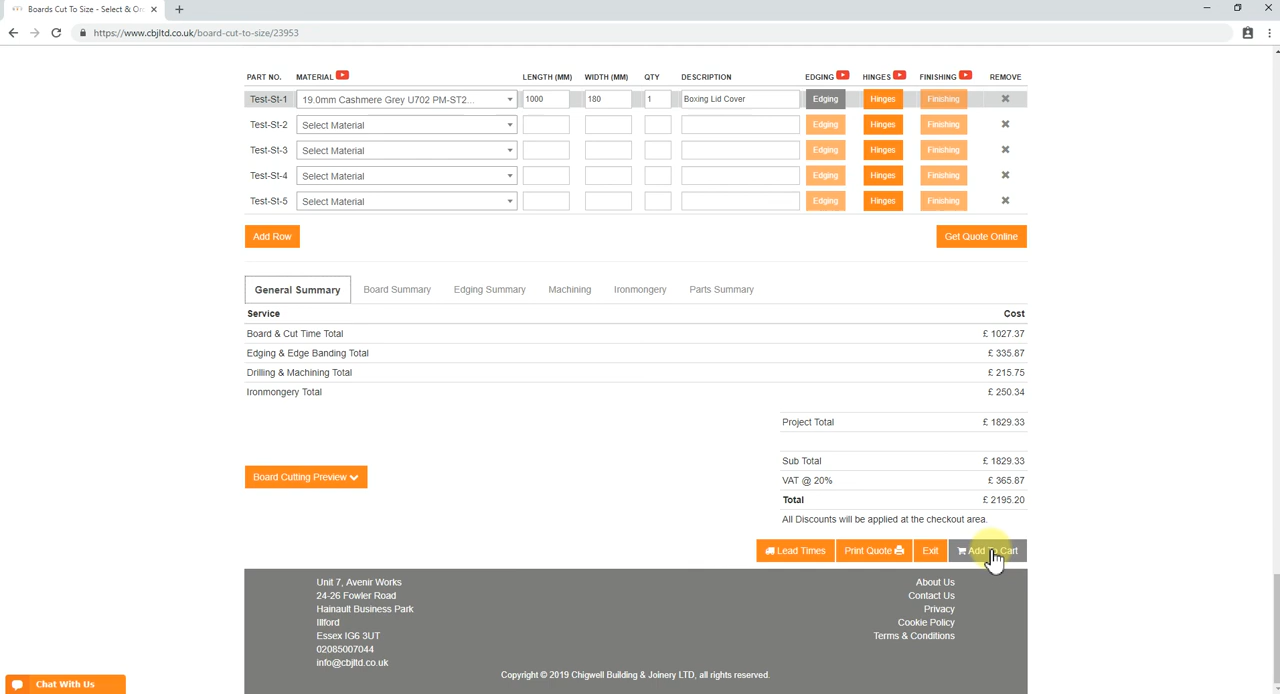 Boards Cut To Size - Select & Or
https://www.cbjltd.co.uk/board-cut-to-size/23953
PART NO. MATERIAL LENGTH (MM) WIDTH (MM) QTY DESCRIPTION EDGING HINGES FINISHING REMOVE
Test-St-1 19.0mm Cashmere Grey U702 PM-ST2... 1000 180 1 Boxing Lid Cover Edging Hinges Finishing
Test-St-2 Select Material Edging Hinges Finishing
Test-St-3 Select Material Edging Hinges Finishing
Test-St-4 Select Material Edging Hinges Finishing
Test-St-5 Select Material Edging Hinges Finishing
Add Row Get Quote Online
General Summary Board Summary Edging Summary Machining Ironmongery Parts Summary
Service Cost
Board & Cut Time Total £ 1027.37
Edging & Edge Banding Total £ 335.87
Drilling & Machining Total £ 215.75
Ironmongery Total £ 250.34
Project Total £ 1829.33
Sub Total £ 1829.33
Board Cutting Preview
VAT @ 20% £ 365.87
Total £ 2195.20
All Discounts will be applied at the checkout area.
Lead Times Print Quote Exit Add To Cart
Unit 7, Avenir Works About Us
24-26 Fowler Road Contact Us
Hainault Business Park Privacy
Illford Cookie Policy
Essex IG6 3UT Terms & Conditions
02085007044
info@cbjltd.co.uk
Copyright © 2019 Chigwell Building & Joinery LTD, all rights reserved.
Chat With Us